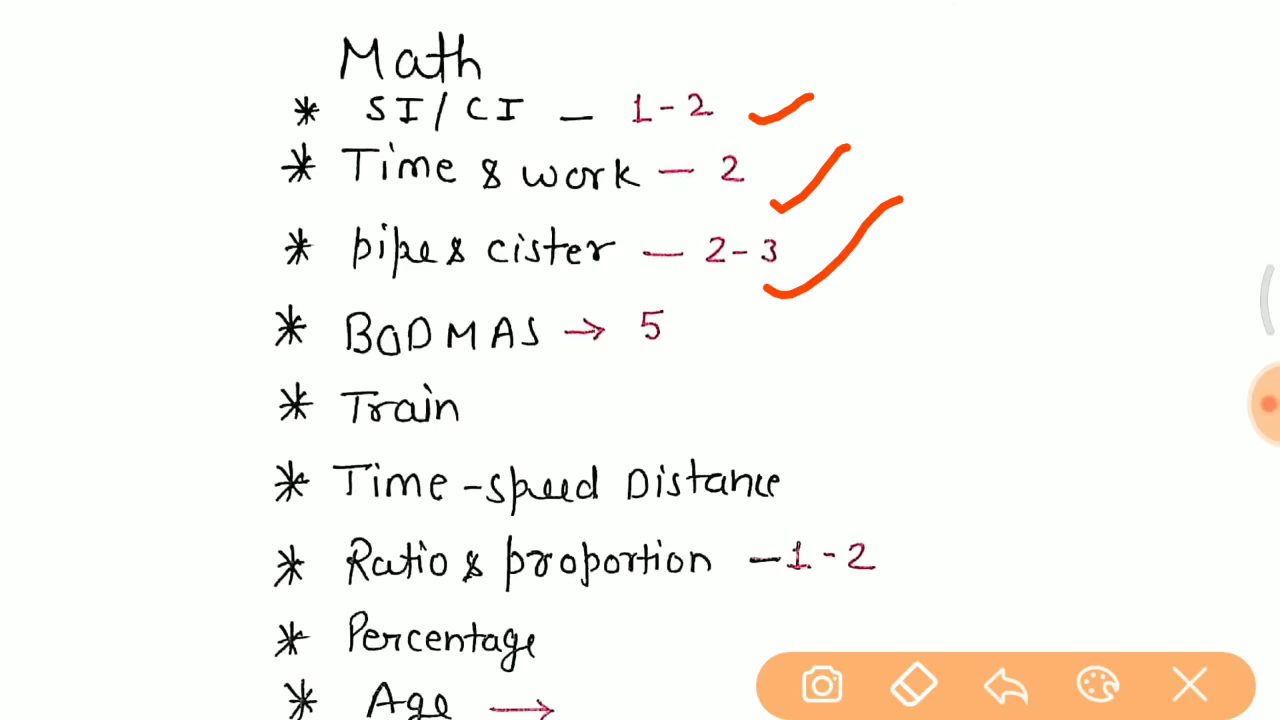 Math
* SI/CI - 1-2
* Time & work - 2
* pipe & cister - 2-3
* BODMAS → 5
* Train
* Time-speed Distance
* Ratio & proportion - 1-2
* Percentage
* Age →